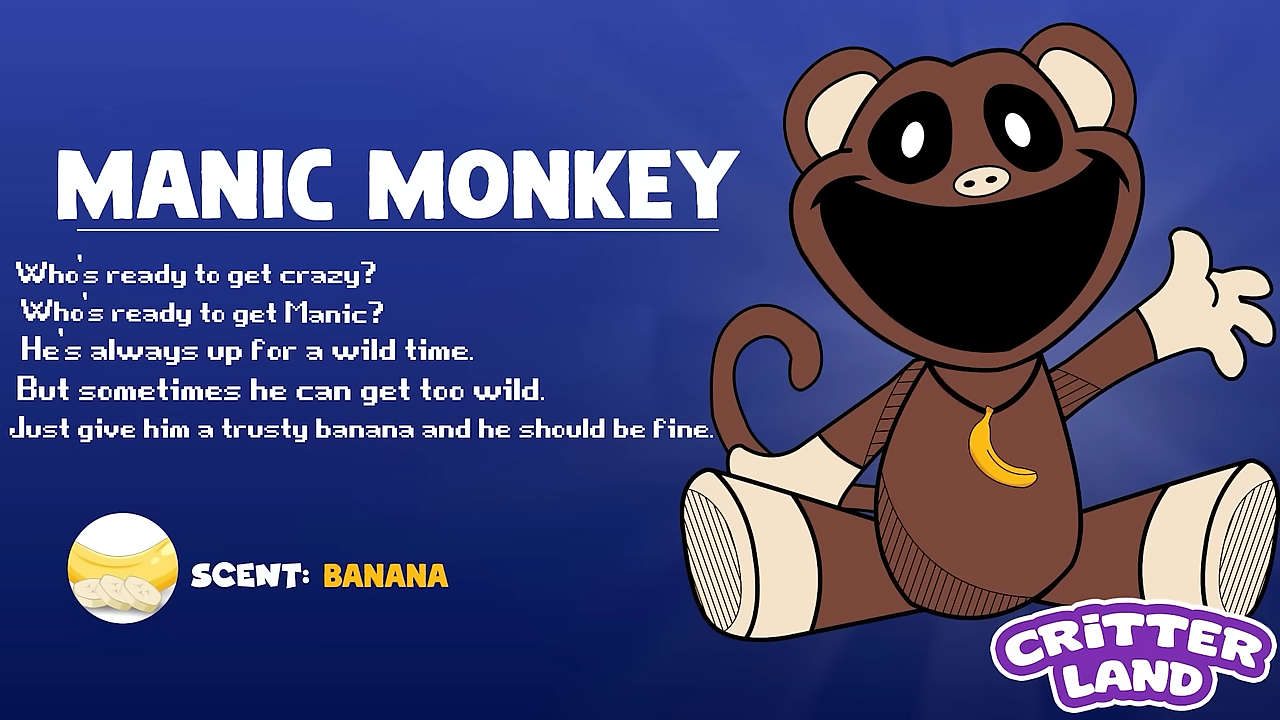 MANIC MONKEY
Who's ready to get crazy?
Who's ready to get Manic?
He's always up for a wild time.
But sometimes he can get too wild.
Just give him a trusty banana and he should be fine.
SCENT: BANANA
CRiTTER
LAND